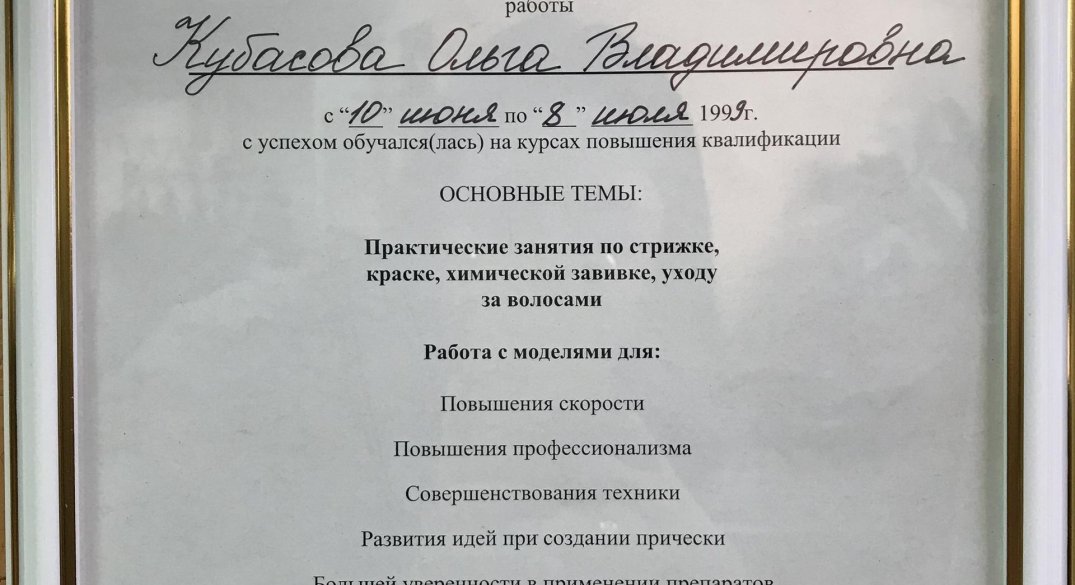 работы
Кубасова Ольга Владимировна
с “10” июня по “8” июля 1999г.
с успехом обучался(лась) на курсах повышения квалификации
ОСНОВНЫЕ ТЕМЫ:
Практические занятия по стрижке,
краске, химической завивке, уходу
за волосами
Работа с моделями для:
Повышения скорости
Повышения профессионализма
Совершенствования техники
Развития идей при создании прически
Большей уверенности в применении препаратов